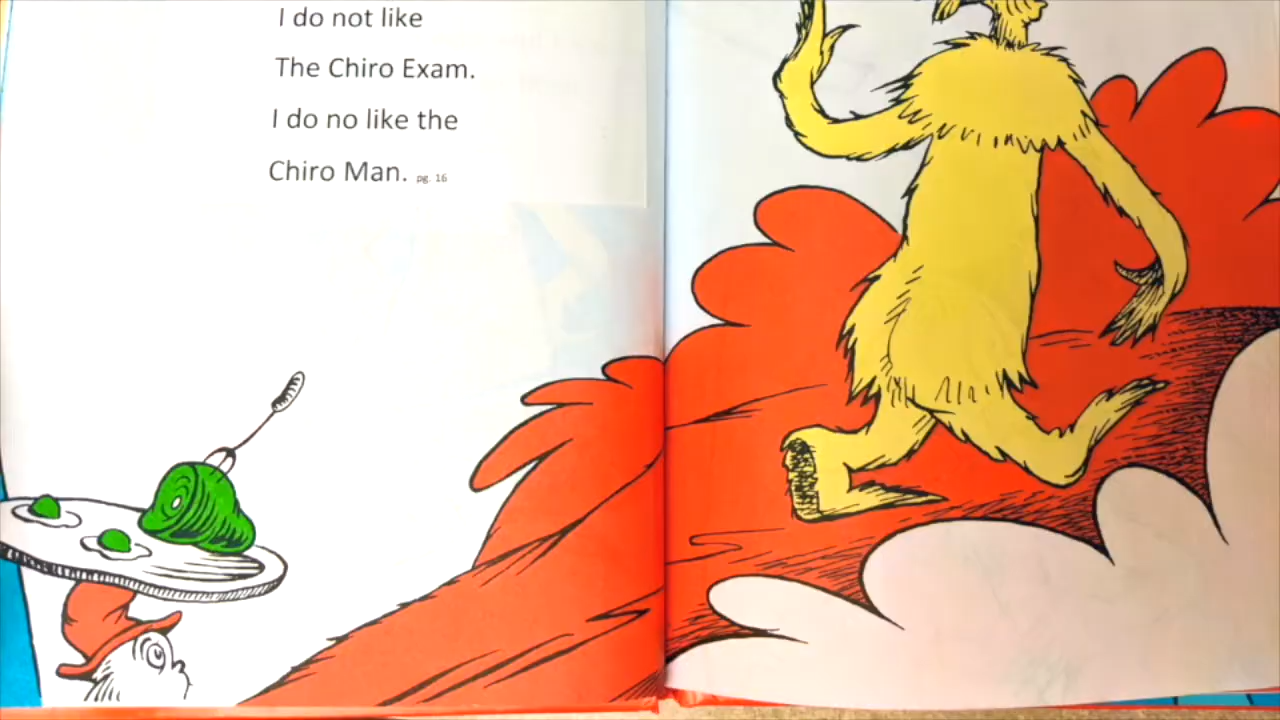 I do not like
The Chiro Exam.
I do no like the
Chiro Man. pg. 16